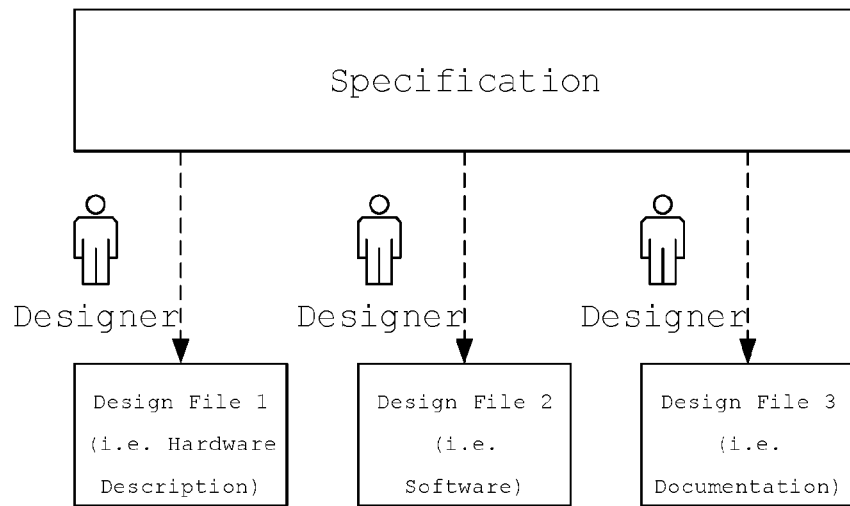 Specification
Designer
Designer
Designer
Design File 1
(i.e. Hardware
Description)
Design File 2
(i.e.
Software)
Design File 3
(i.e.
Documentation)